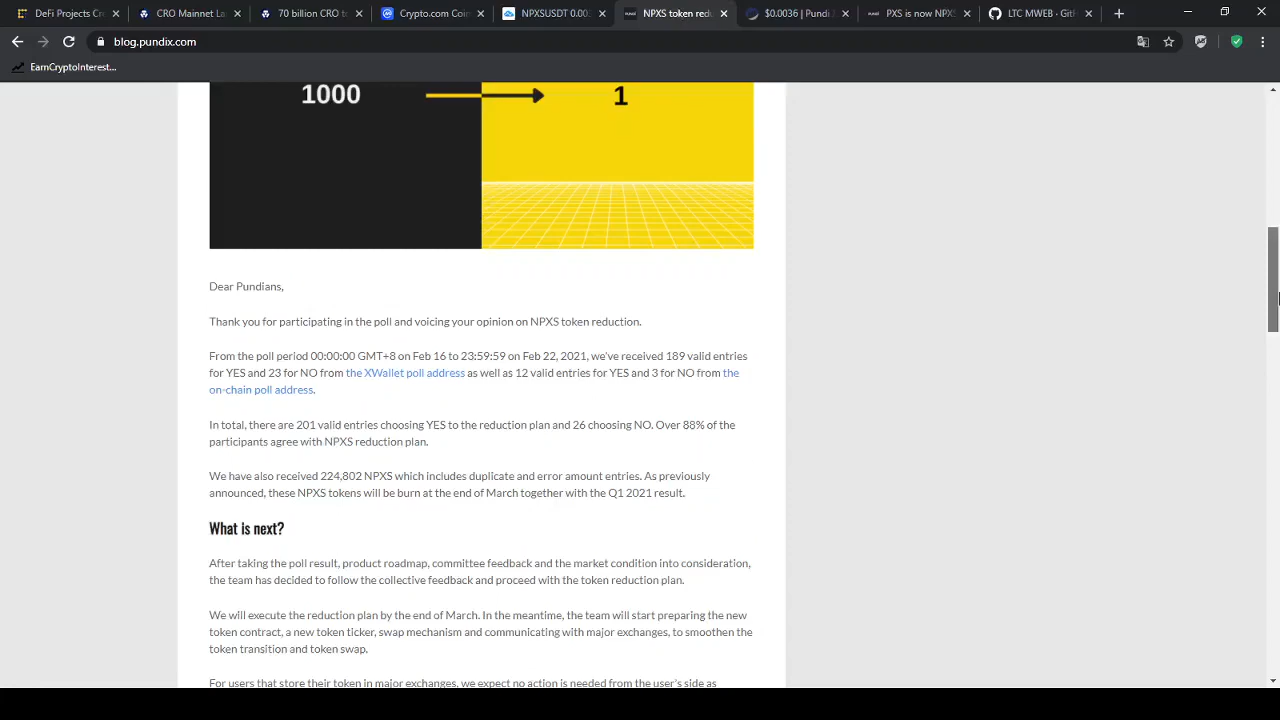 DeFi Projects Cr
CRO Mainnet La
70 billion CRO t
Crypto.com Coin
NPXSUSDT 0.003
NPXS token redu
$0.0036 | Pundi X
PXS is now NPXS
LTC MWEB - GitH
blog.pundix.com
EarnCryptoInterest...
1000
1
Dear Pundians,
Thank you for participating in the poll and voicing your opinion on NPXS token reduction.
From the poll period 00:00:00 GMT+8 on Feb 16 to 23:59:59 on Feb 22, 2021, we've received 189 valid entries
for YES and 23 for NO from the XWallet poll address as well as 12 valid entries for YES and 3 for NO from the
on-chain poll address.
In total, there are 201 valid entries choosing YES to the reduction plan and 26 choosing NO. Over 88% of the
participants agree with NPXS reduction plan.
We have also received 224,802 NPXS which includes duplicate and error amount entries. As previously
announced, these NPXS tokens will be burn at the end of March together with the Q1 2021 result.
What is next?
After taking the poll result, product roadmap, committee feedback and the market condition into consideration,
the team has decided to follow the collective feedback and proceed with the token reduction plan.
We will execute the reduction plan by the end of March. In the meantime, the team will start preparing the new
token contract, a new token ticker, swap mechanism and communicating with major exchanges, to smoothen the
token transition and token swap.
For users that store their token in major exchanges, we expect no action is needed from the user's side as